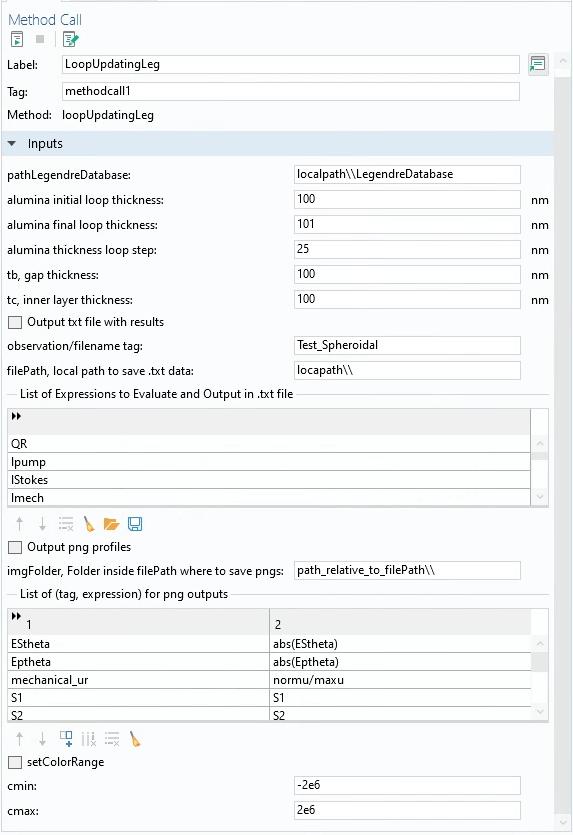 Method Call
Label: LoopUpdatingLeg
Tag: methodcall1
Method: loopUpdatingLeg
Inputs
pathLegendreDatabase: localpath\\LegendreDatabase
alumina initial loop thickness: 100 nm
alumina final loop thickness: 101 nm
alumina thickness loop step: 25 nm
tb, gap thickness: 100 nm
tc, inner layer thickness: 100 nm
Output txt file with results
observation/filename tag: Test_Spheroidal
filePath, local path to save .txt data: locapath\\
List of Expressions to Evaluate and Output in .txt file
QR
Ipump
IStokes
Imech
Output png profiles
imgFolder, Folder inside filePath where to save pngs: path_relative_to_filePath\\
List of (tag, expression) for png outputs
1 2
EStheta abs(EStheta)
Eptheta abs(Eptheta)
mechanical_ur normu/maxu
S1 S1
S2 S2
setColorRange
cmin: -2e6
cmax: 2e6